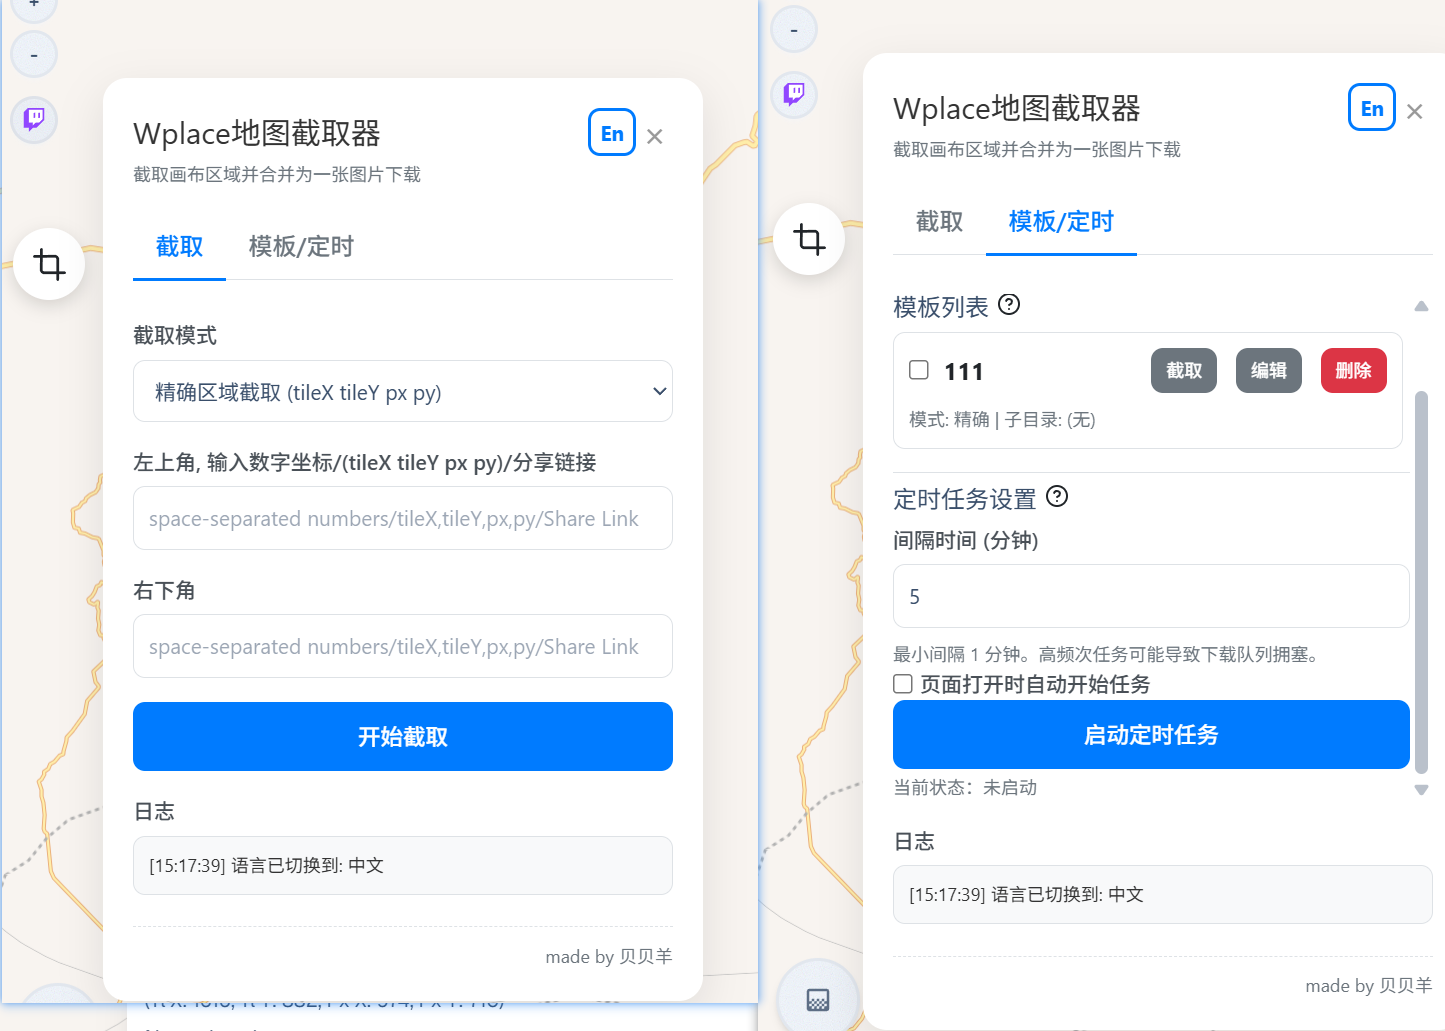 +
-
Wplace地图截取器
En
×
截取画布区域并合并为一张图片下载
截取
模板/定时
截取模式
精确区域截取 (tileX tileY px py)
左上角, 输入数字坐标/(tileX tileY px py)/分享链接
space-separated numbers/tileX,tileY,px,py/Share Link
右下角
space-separated numbers/tileX,tileY,px,py/Share Link
开始截取
日志
[15:17:39] 语言已切换到: 中文
made by 贝贝羊
-
Wplace地图截取器
En
×
截取画布区域并合并为一张图片下载
截取
模板/定时
模板列表 ?
111
截取
编辑
删除
模式: 精确 | 子目录: (无)
定时任务设置 ?
间隔时间 (分钟)
5
最小间隔 1 分钟。高频次任务可能导致下载队列拥塞。
页面打开时自动开始任务
启动定时任务
当前状态：未启动
日志
[15:17:39] 语言已切换到: 中文
made by 贝贝羊